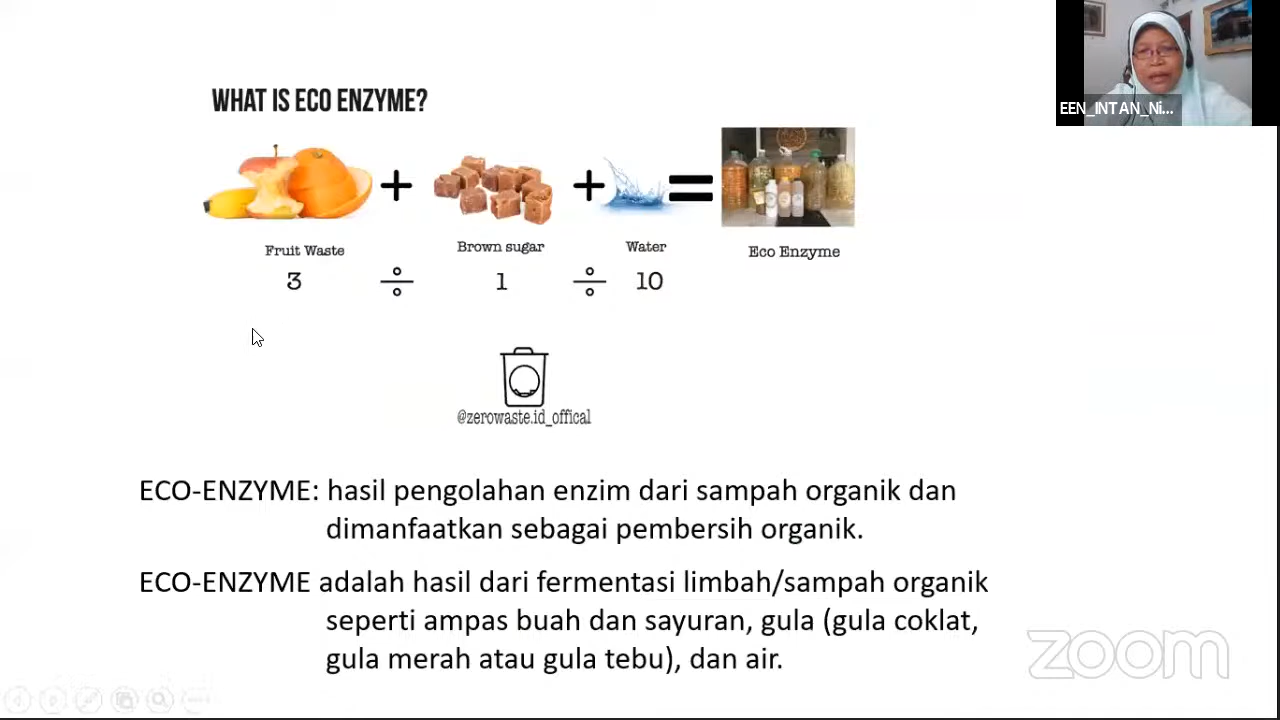 EEN_INTAN_Ni...
WHAT IS ECO ENZYME?
+ + =
Fruit Waste Brown sugar Water Eco Enzyme
3 ÷ 1 ÷ 10
@zerowaste.id_offical
ECO-ENZYME: hasil pengolahan enzim dari sampah organik dan
dimanfaatkan sebagai pembersih organik.
ECO-ENZYME adalah hasil dari fermentasi limbah/sampah organik
seperti ampas buah dan sayuran, gula (gula coklat,
gula merah atau gula tebu), dan air.
zoom